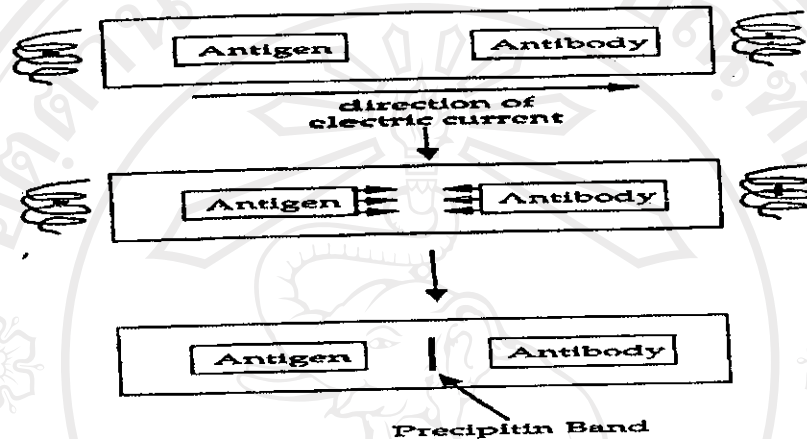 Antigen Antibody
direction of
electric current
Antigen Antibody
Antigen Antibody
Precipitin Band